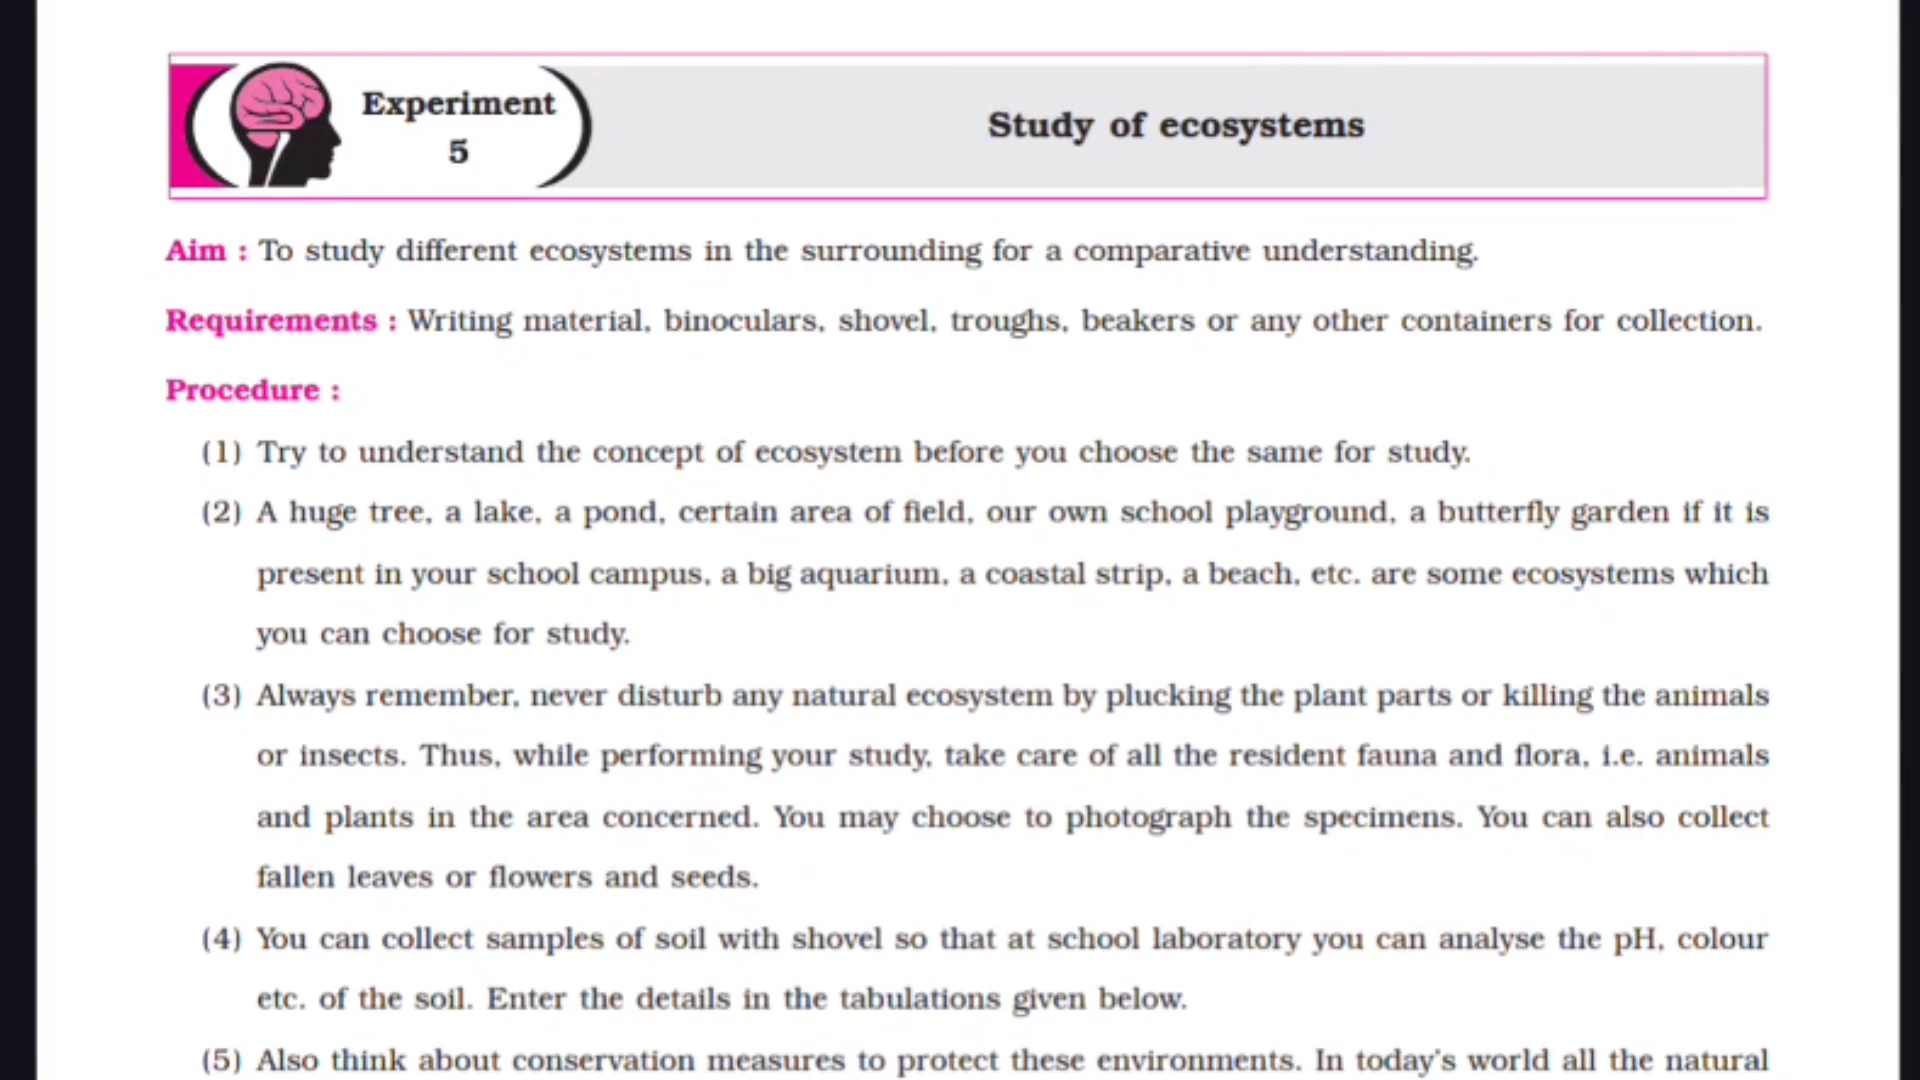 Experiment
5
Study of ecosystems
Aim : To study different ecosystems in the surrounding for a comparative understanding.
Requirements : Writing material, binoculars, shovel, troughs, beakers or any other containers for collection.
Procedure :
(1) Try to understand the concept of ecosystem before you choose the same for study.
(2) A huge tree, a lake, a pond, certain area of field, our own school playground, a butterfly garden if it is
present in your school campus, a big aquarium, a coastal strip, a beach, etc. are some ecosystems which
you can choose for study.
(3) Always remember, never disturb any natural ecosystem by plucking the plant parts or killing the animals
or insects. Thus, while performing your study, take care of all the resident fauna and flora, i.e. animals
and plants in the area concerned. You may choose to photograph the specimens. You can also collect
fallen leaves or flowers and seeds.
(4) You can collect samples of soil with shovel so that at school laboratory you can analyse the pH, colour
etc. of the soil. Enter the details in the tabulations given below.
(5) Also think about conservation measures to protect these environments. In today's world all the natural